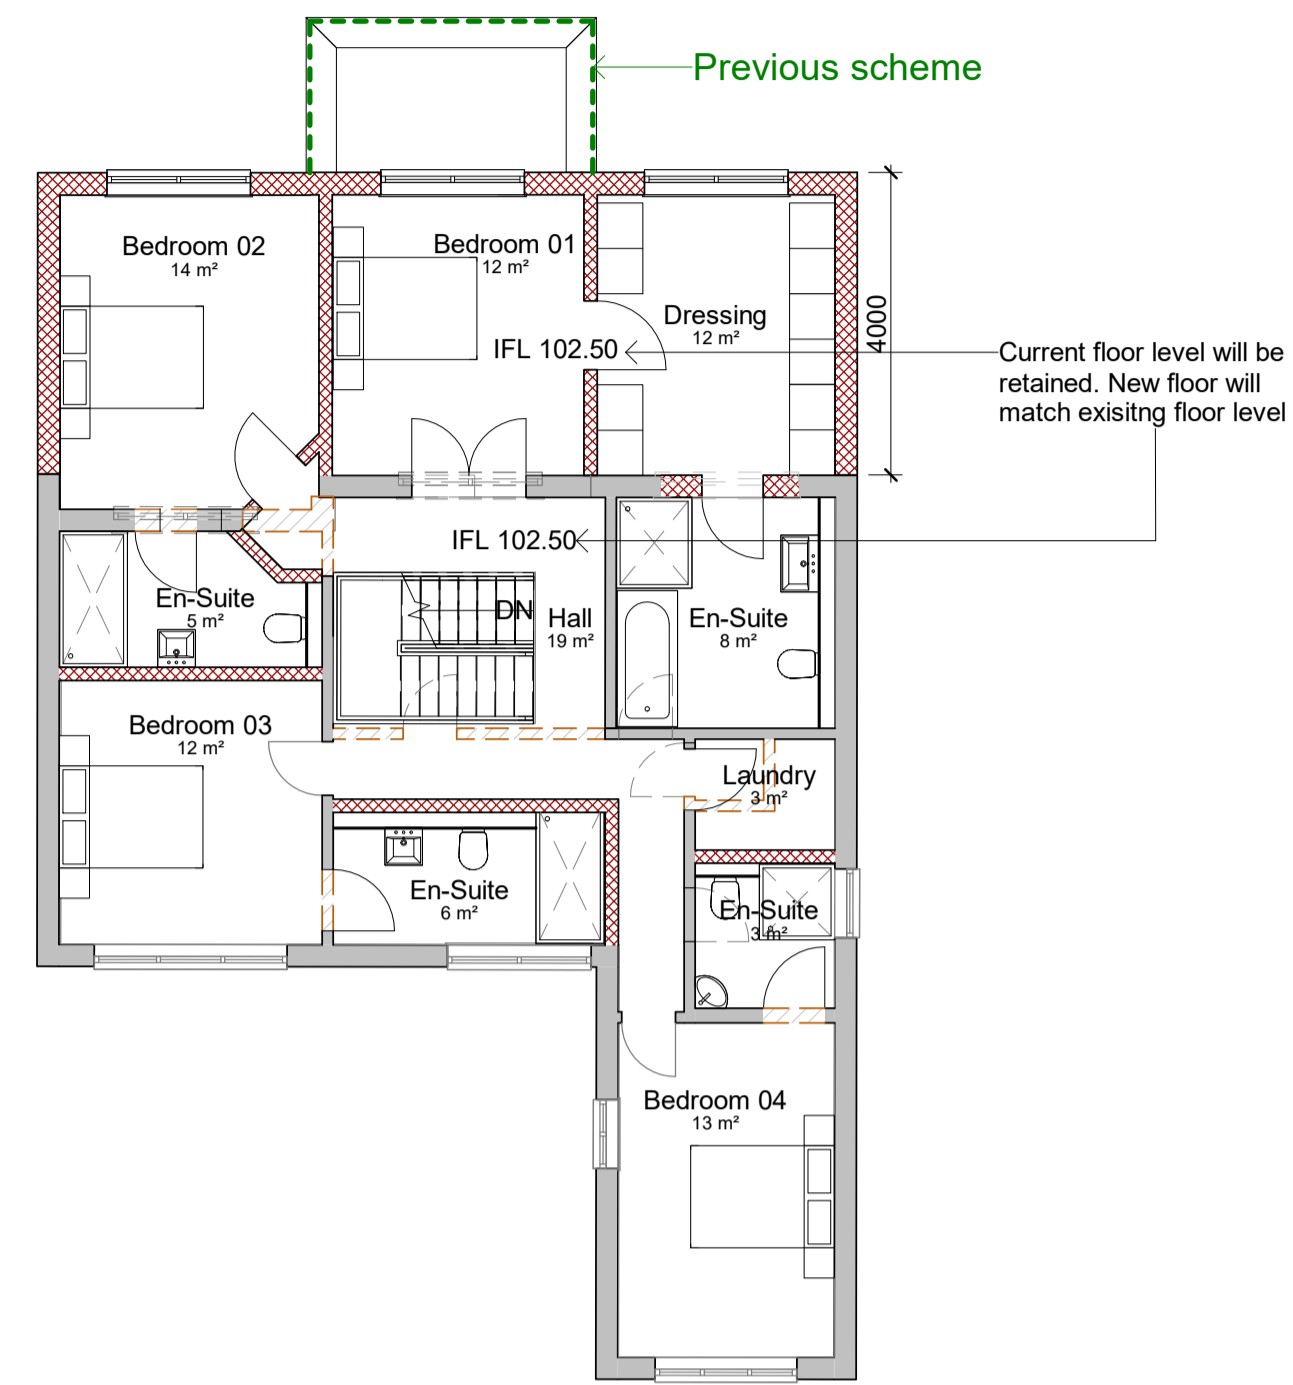 Previous scheme
Bedroom 02
14 m²
Bedroom 01
12 m²
Dressing
12 m²
IFL 102.50
4000
Current floor level will be
retained. New floor will
match exisitng floor level
IFL 102.50
En-Suite
5 m²
DN
Hall
19 m²
En-Suite
8 m²
Bedroom 03
12 m²
Laundry
3 m²
En-Suite
6 m²
En-Suite
3 m²
Bedroom 04
13 m²